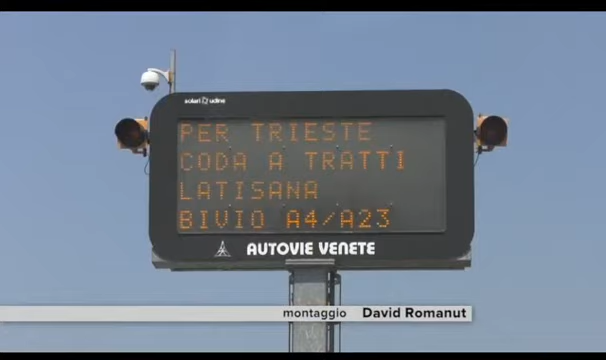 solari udine
PER TRIESTE
CODA A TRATTI
LATISANA
BIVIO A4/A23
AUTOVIE VENETE
montaggio David Romanut